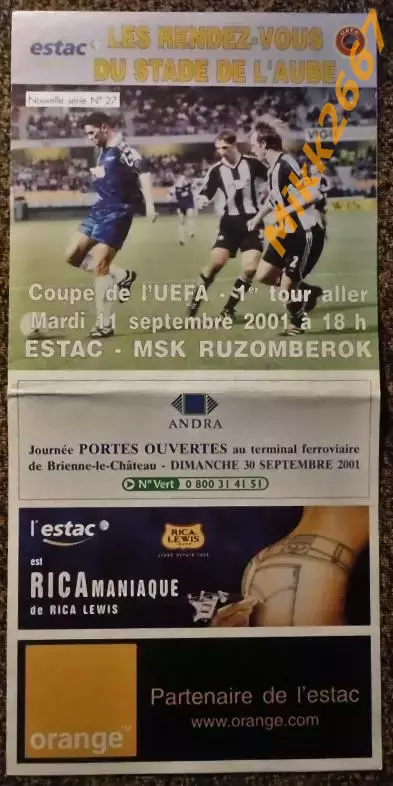 estac
LES RENDEZ-VOUS
DU STADE DE L'AUBE
Nouvelle série N° 27
Mikk2667
Coupe de l'UEFA - 1er tour aller
Mardi 11 septembre 2001 à 18 h
ESTAC - MSK RUZOMBEROK
ANDRA
Journée PORTES OUVERTES au terminal ferroviaire
de Brienne-le-Château - DIMANCHE 30 SEPTEMBRE 2001
N° Vert 0 800 31 41 51
l'estac
RICA
LEWIS
est
RICAMANIAQUE
de RICA LEWIS
orange™
Partenaire de l'estac
www.orange.com